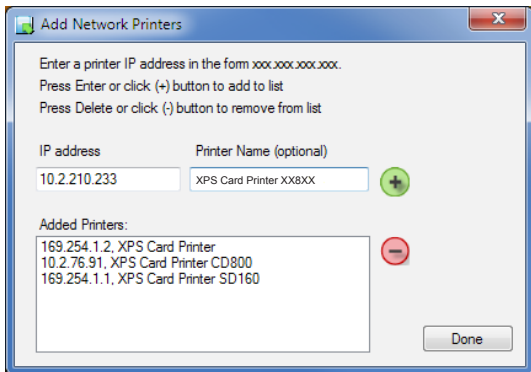 Add Network Printers
Enter a printer IP address in the form xxx.xxx.xxx.xxx.
Press Enter or click (+) button to add to list
Press Delete or click (-) button to remove from list
IP address Printer Name (optional)
10.2.210.233 XPS Card Printer XX8XX
Added Printers:
169.254.1.2, XPS Card Printer
10.2.76.91, XPS Card Printer CD800
169.254.1.1, XPS Card Printer SD160
Done